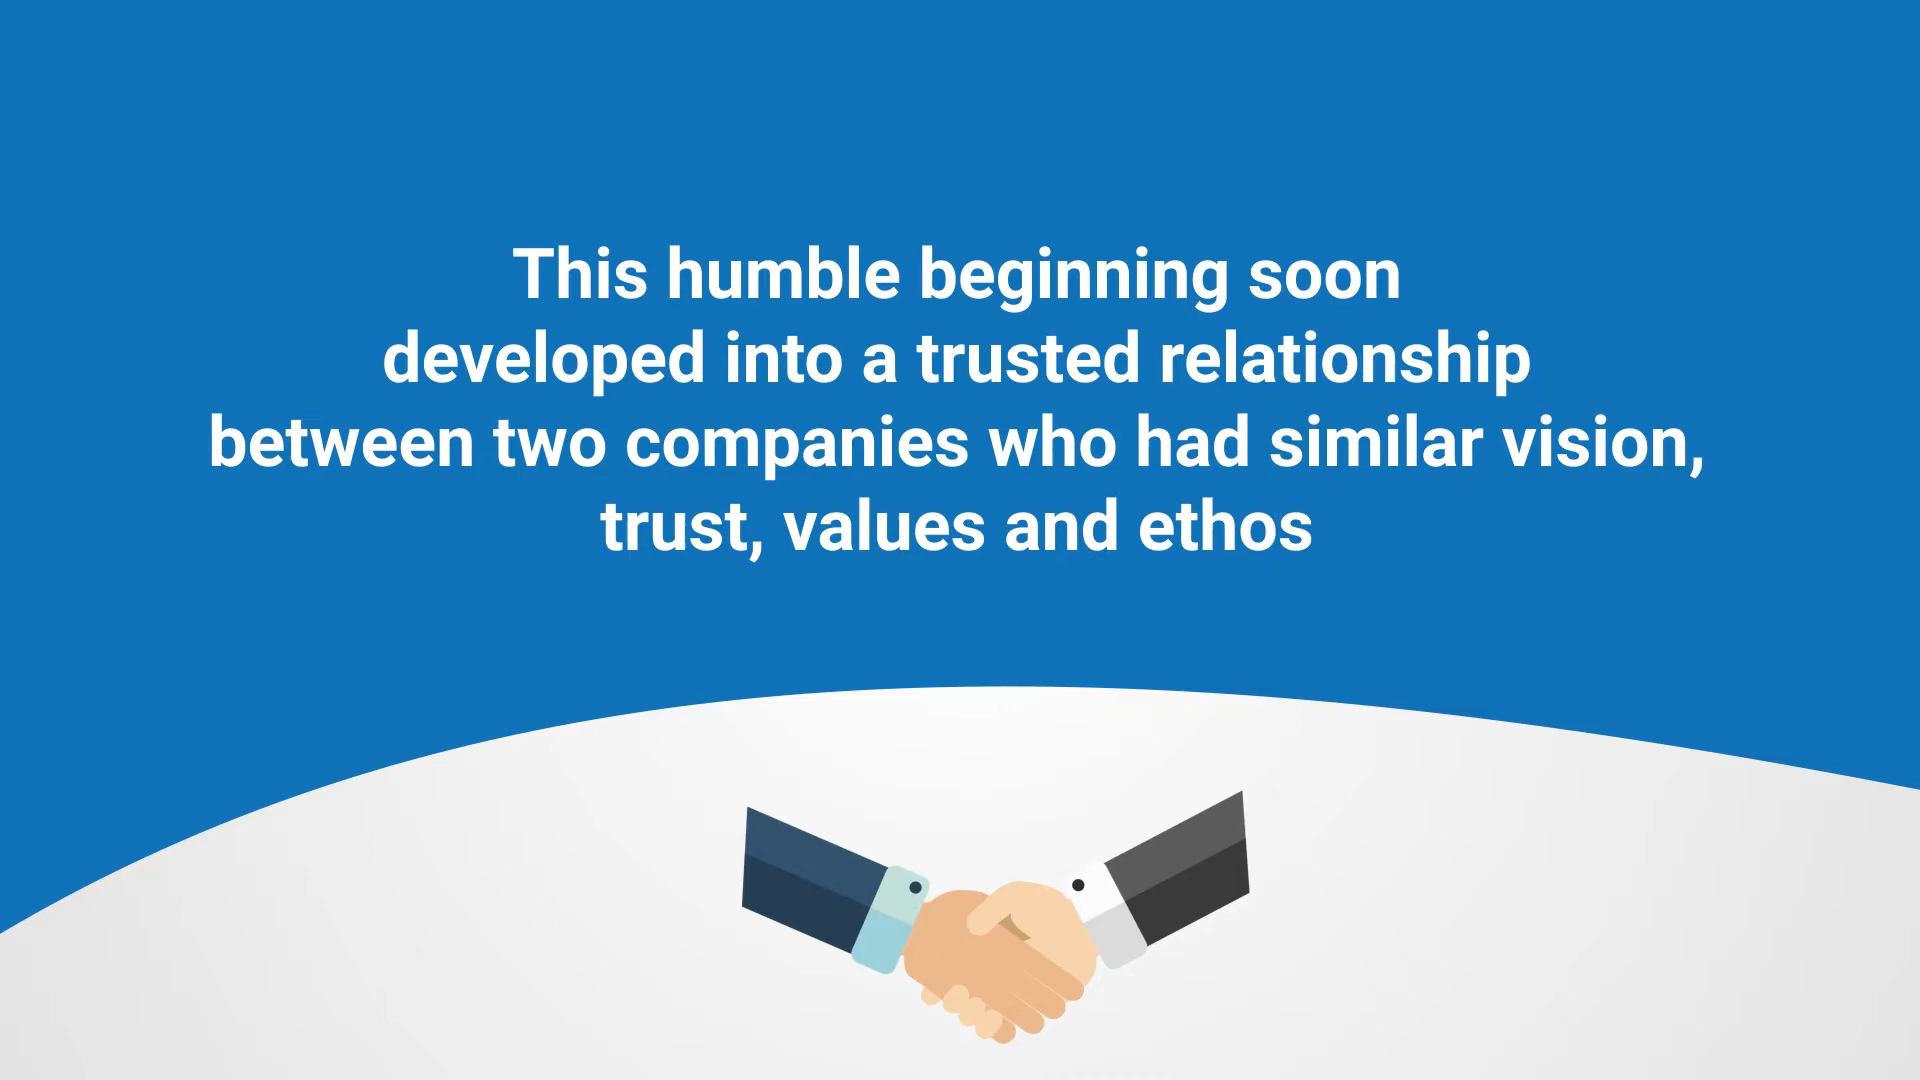 This humble beginning soon
developed into a trusted relationship
between two companies who had similar vision,
trust, values and ethos